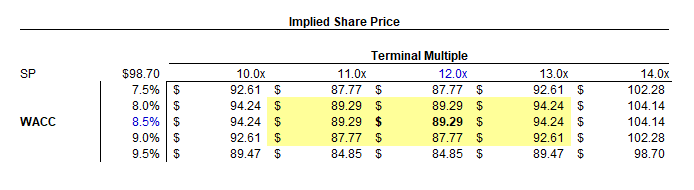 Implied Share Price
Terminal Multiple
SP $98.70 10.0x 11.0x 12.0x 13.0x 14.0x
7.5% $ 92.61 $ 87.77 $ 87.77 $ 92.61 $ 102.28
8.0% $ 94.24 $ 89.29 $ 89.29 $ 94.24 $ 104.14
WACC 8.5% $ 94.24 $ 89.29 $ 89.29 $ 94.24 $ 104.14
9.0% $ 92.61 $ 87.77 $ 87.77 $ 92.61 $ 102.28
9.5% $ 89.47 $ 84.85 $ 84.85 $ 89.47 $ 98.70